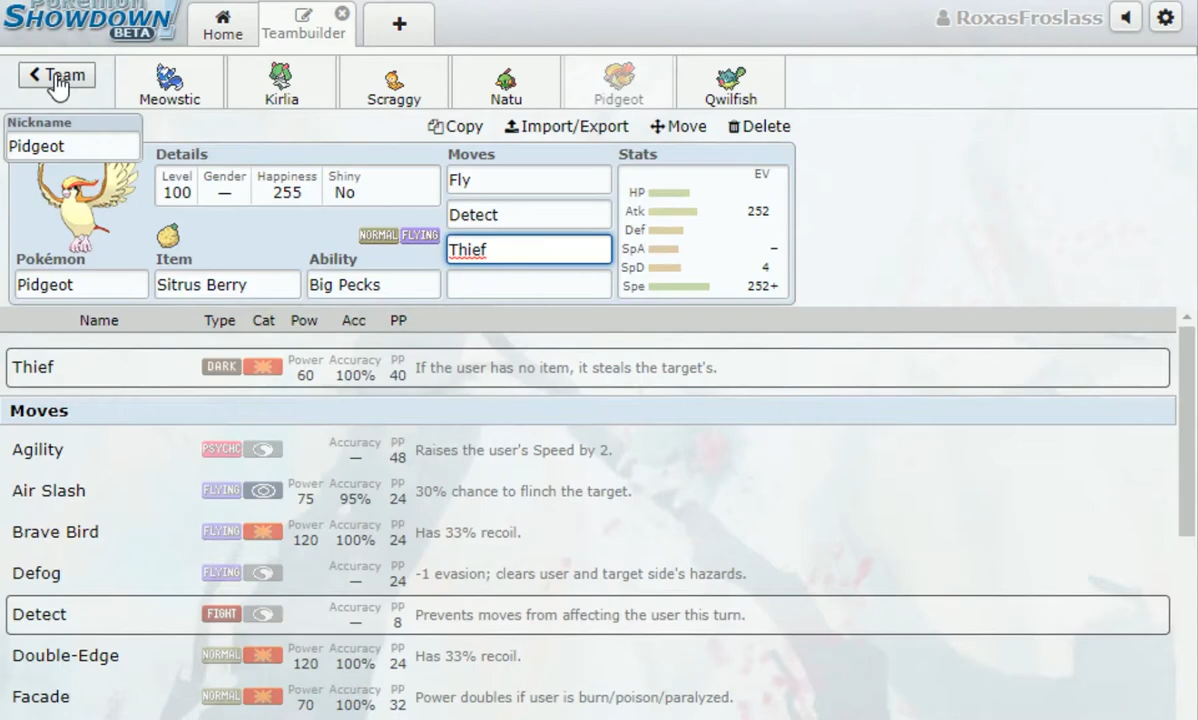 Pokémon
SHOWDOWN!
BETA
Home
Teambuilder
+
RoxasFroslass
Team
Meowstic
Kirlia
Scraggy
Natu
Pidgeot
Qwilfish
Copy Import/Export Move Delete
Nickname
Pidgeot
Details
Level Gender Happiness Shiny
100 — 255 No
NORMAL FLYING
Pokémon Item Ability
Pidgeot Sitrus Berry Big Pecks
Moves
Fly
Detect
Thief
Stats
EV
HP
Atk 252
Def
SpA –
SpD 4
Spe 252+
Name Type Cat Pow Acc PP
Thief DARK Power 60 Accuracy 100% PP 40 If the user has no item, it steals the target's.
Moves
Agility PSYCHC Accuracy — PP 48 Raises the user's Speed by 2.
Air Slash FLYING Power 75 Accuracy 95% PP 24 30% chance to flinch the target.
Brave Bird FLYING Power 120 Accuracy 100% PP 24 Has 33% recoil.
Defog FLYING Accuracy — PP 24 -1 evasion; clears user and target side's hazards.
Detect FIGHT Accuracy — PP 8 Prevents moves from affecting the user this turn.
Double-Edge NORMAL Power 120 Accuracy 100% PP 24 Has 33% recoil.
Facade NORMAL Power 70 Accuracy 100% PP 32 Power doubles if user is burn/poison/paralyzed.